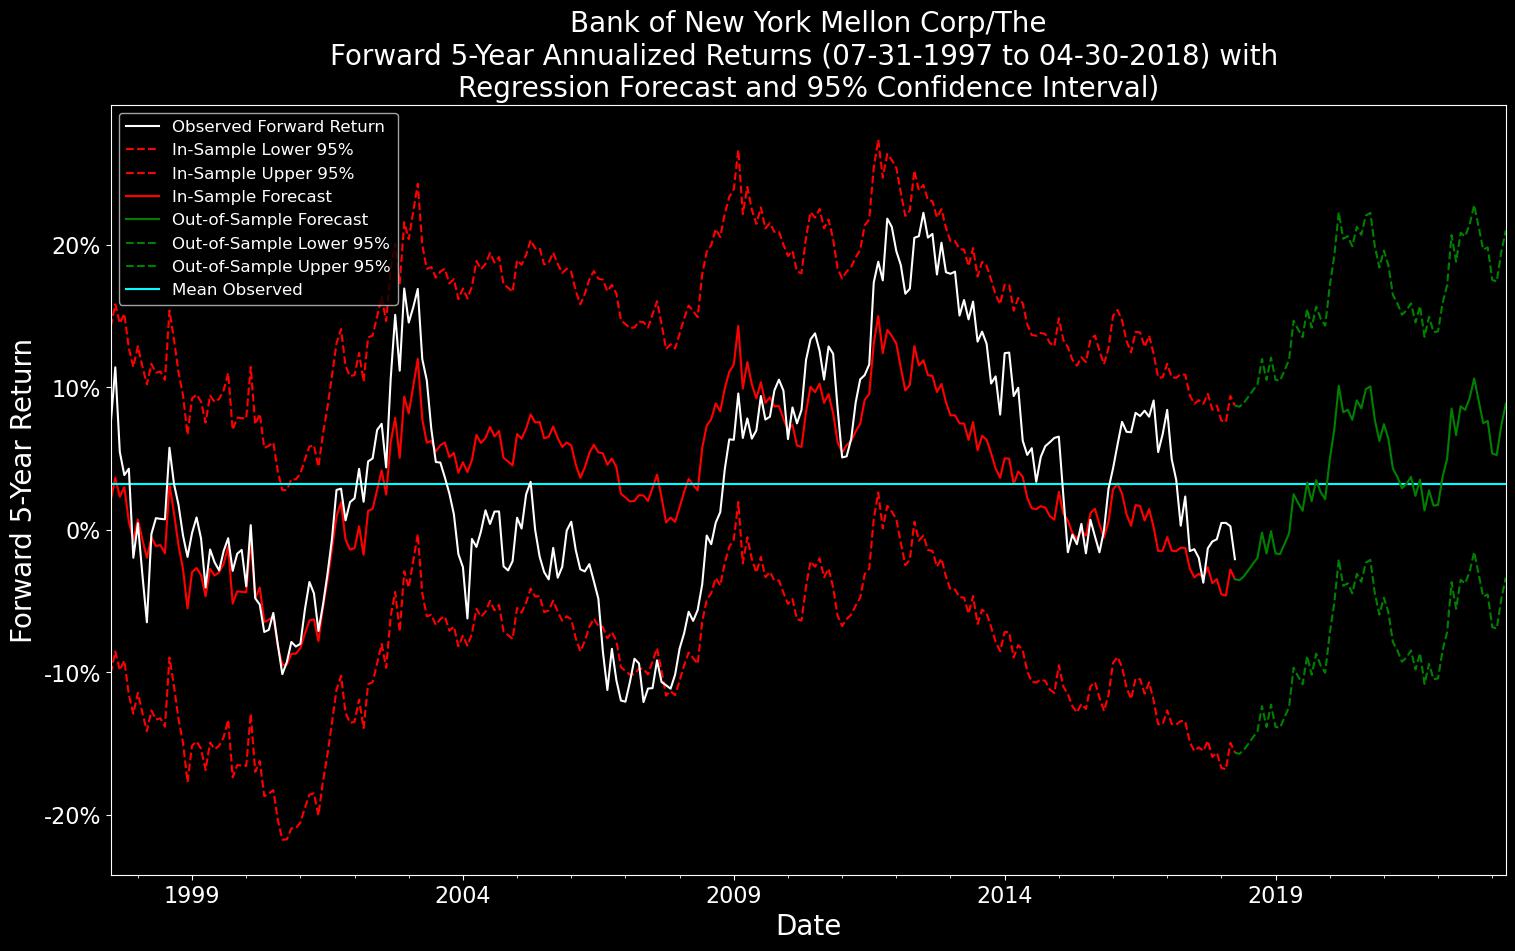 Bank of New York Mellon Corp/The
Forward 5-Year Annualized Returns (07-31-1997 to 04-30-2018) with
Regression Forecast and 95% Confidence Interval)
Observed Forward Return
In-Sample Lower 95%
In-Sample Upper 95%
In-Sample Forecast
Out-of-Sample Forecast
Out-of-Sample Lower 95%
Out-of-Sample Upper 95%
Mean Observed
Forward 5-Year Return
20%
10%
0%
-10%
-20%
1999
2004
2009
2014
2019
Date